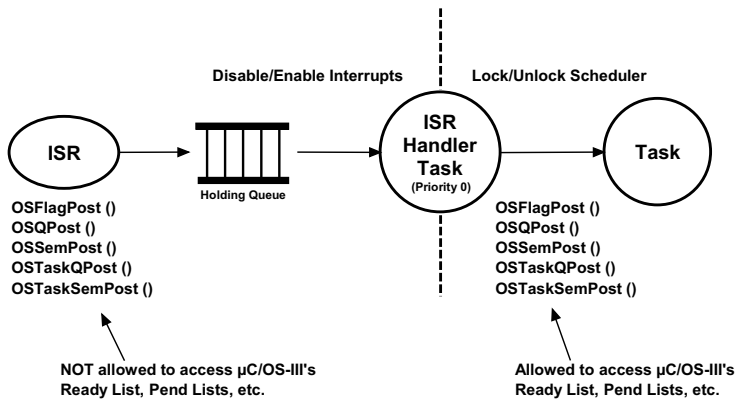 Disable/Enable Interrupts
Lock/Unlock Scheduler
ISR
Holding Queue
ISR
Handler
Task
(Priority 0)
Task
OSFlagPost ()
OSQPost ()
OSSemPost ()
OSTaskQPost ()
OSTaskSemPost ()
OSFlagPost ()
OSQPost ()
OSSemPost ()
OSTaskQPost ()
OSTaskSemPost ()
NOT allowed to access µC/OS-III's
Ready List, Pend Lists, etc.
Allowed to access µC/OS-III's
Ready List, Pend Lists, etc.